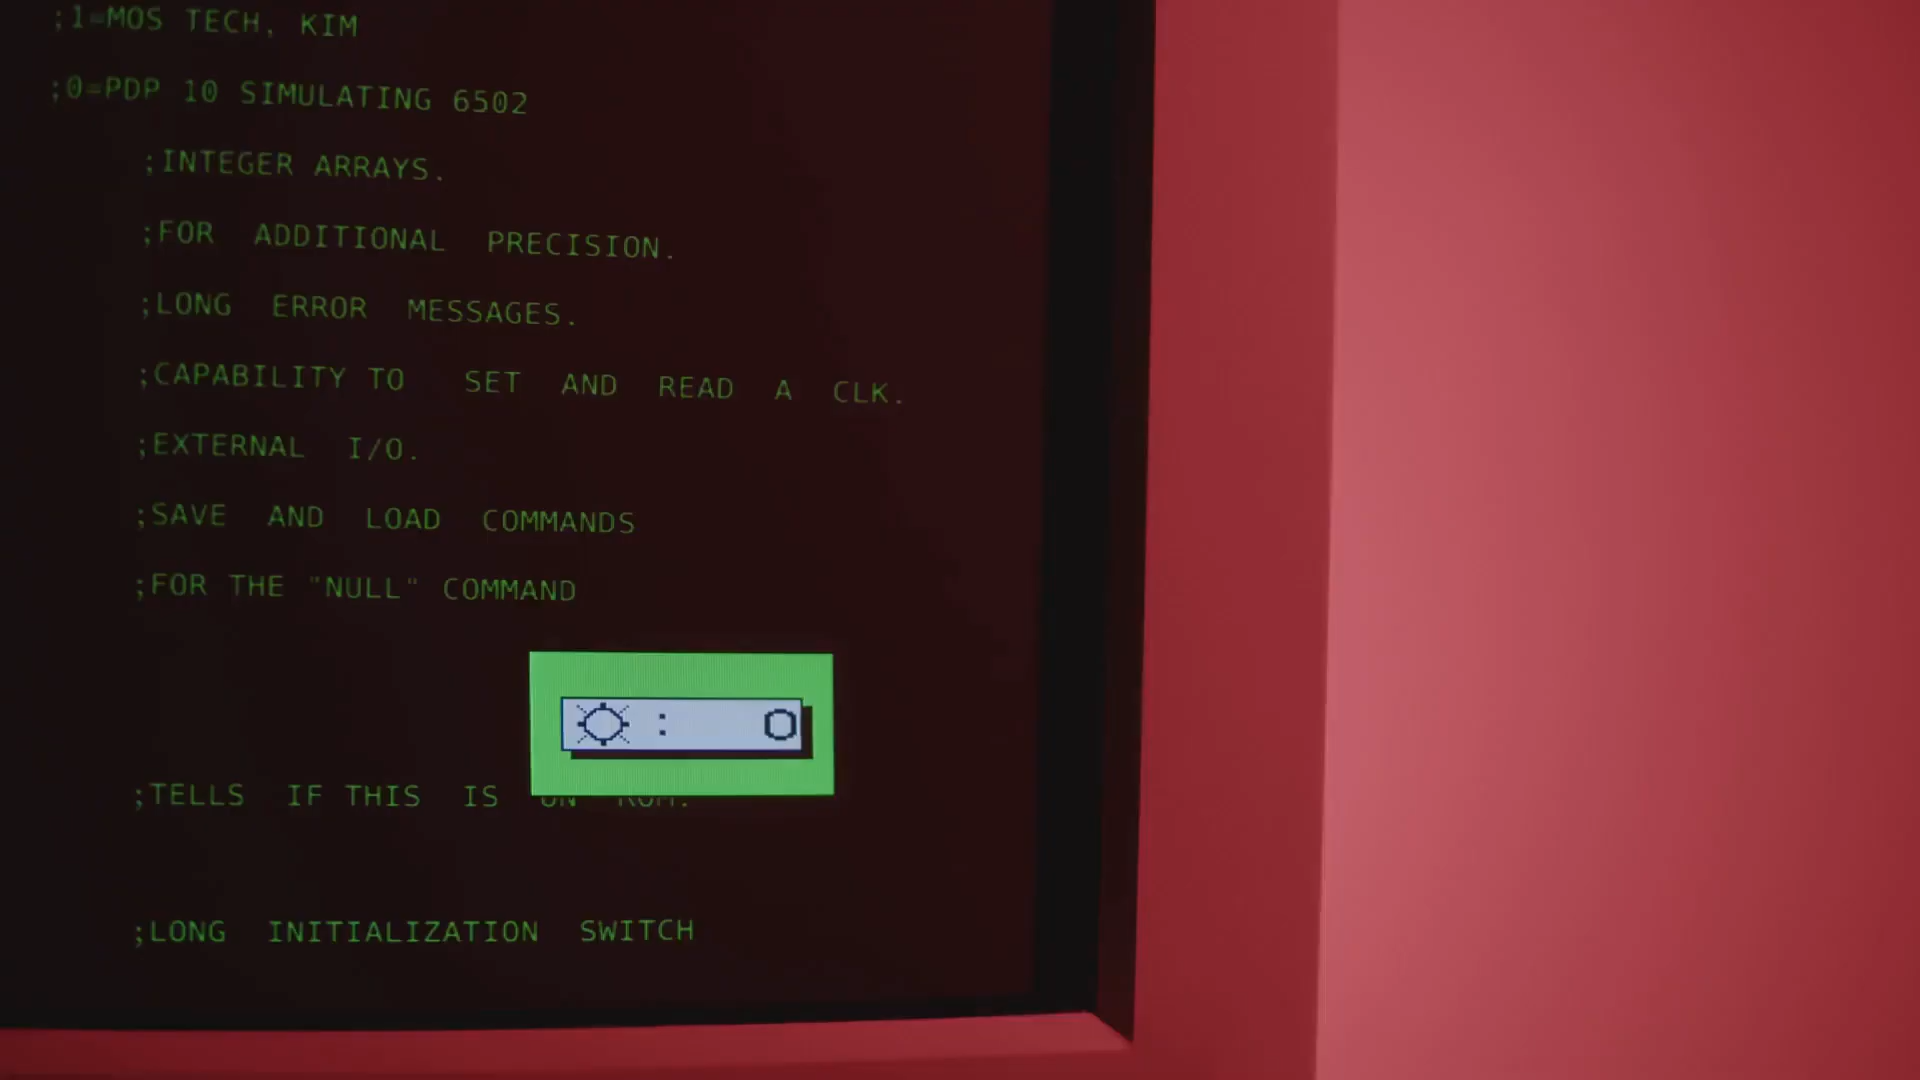 ;1=MOS TECH, KIM
;0=PDP 10 SIMULATING 6502
;INTEGER ARRAYS.
;FOR ADDITIONAL PRECISION.
;LONG ERROR MESSAGES.
;CAPABILITY TO SET AND READ A CLK.
;EXTERNAL I/O.
;SAVE AND LOAD COMMANDS
;FOR THE "NULL" COMMAND
: 0
;TELLS IF THIS IS ON ROM.
;LONG INITIALIZATION SWITCH